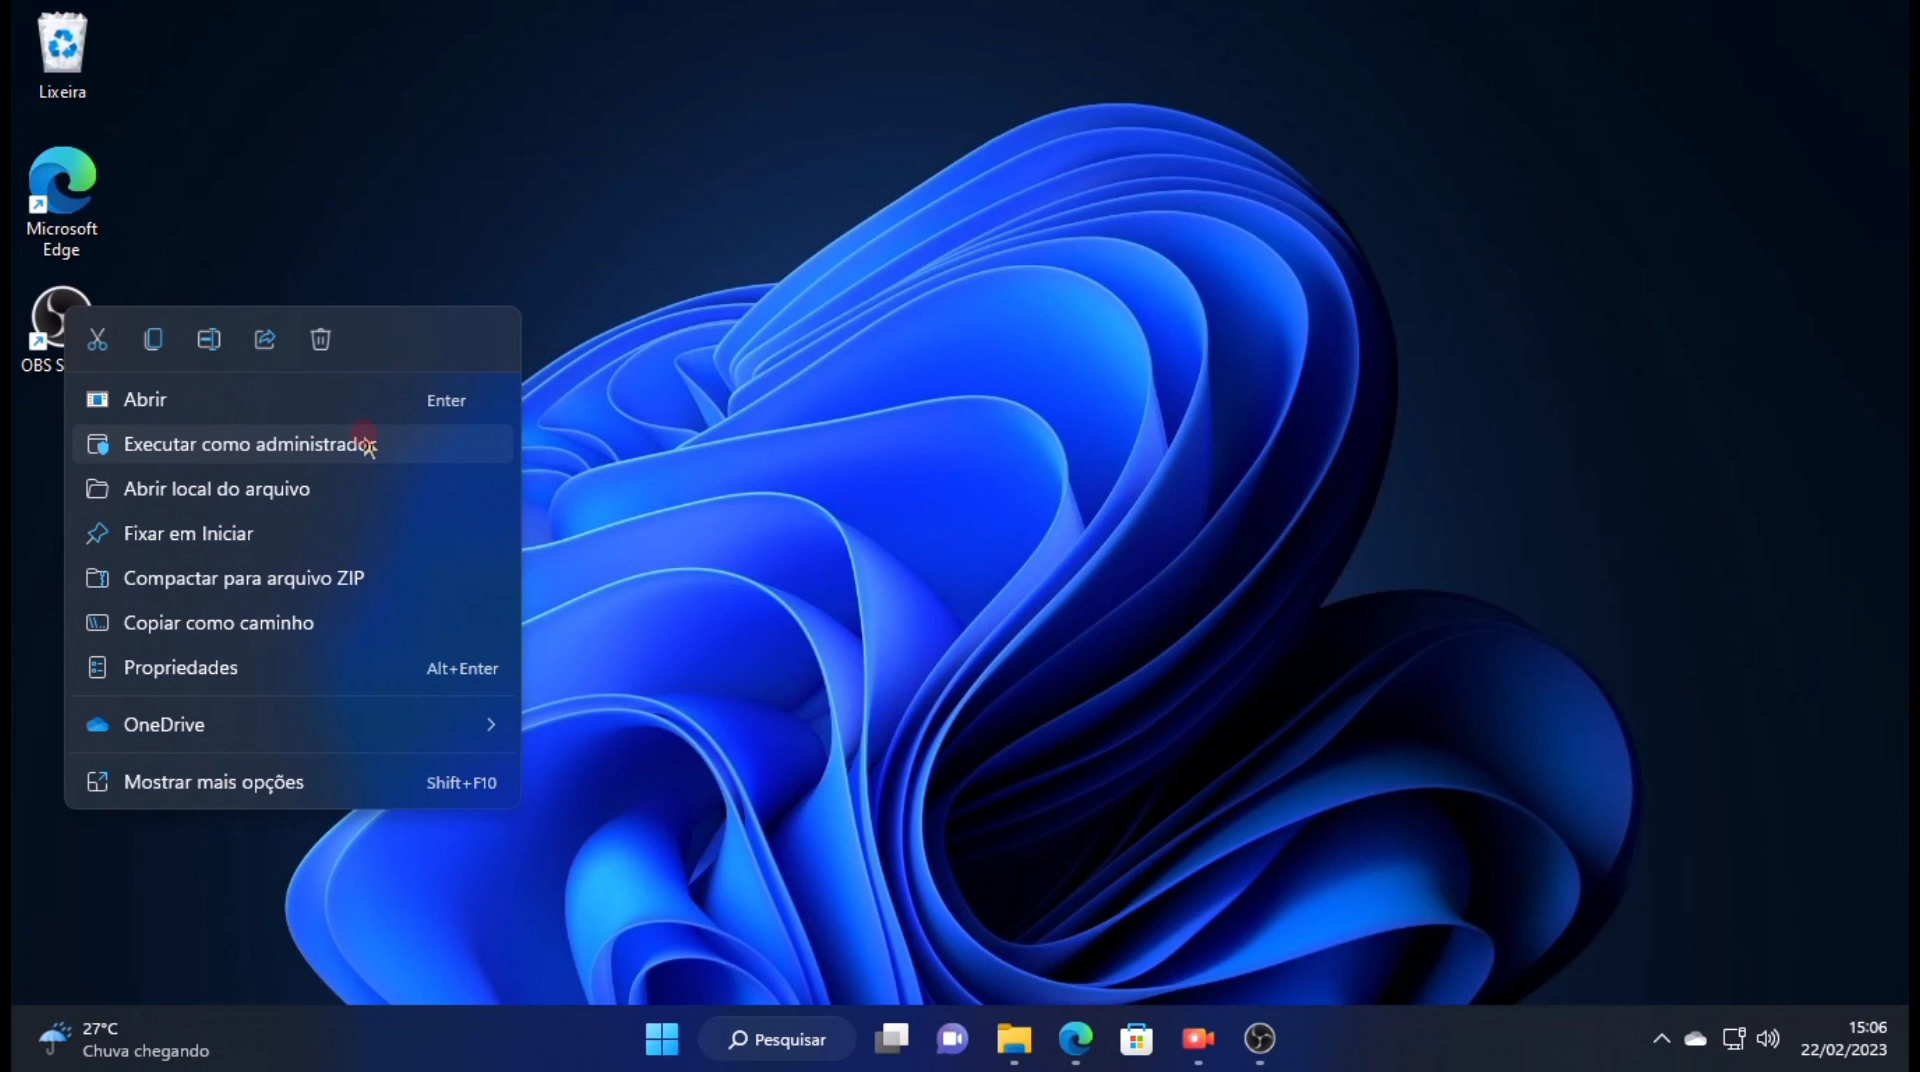 Lixeira
Microsoft
Edge
OBS S
Abrir Enter
Executar como administrador
Abrir local do arquivo
Fixar em Iniciar
Compactar para arquivo ZIP
Copiar como caminho
Propriedades Alt+Enter
OneDrive
Mostrar mais opções Shift+F10
27°C
Chuva chegando
Pesquisar
15:06
22/02/2023